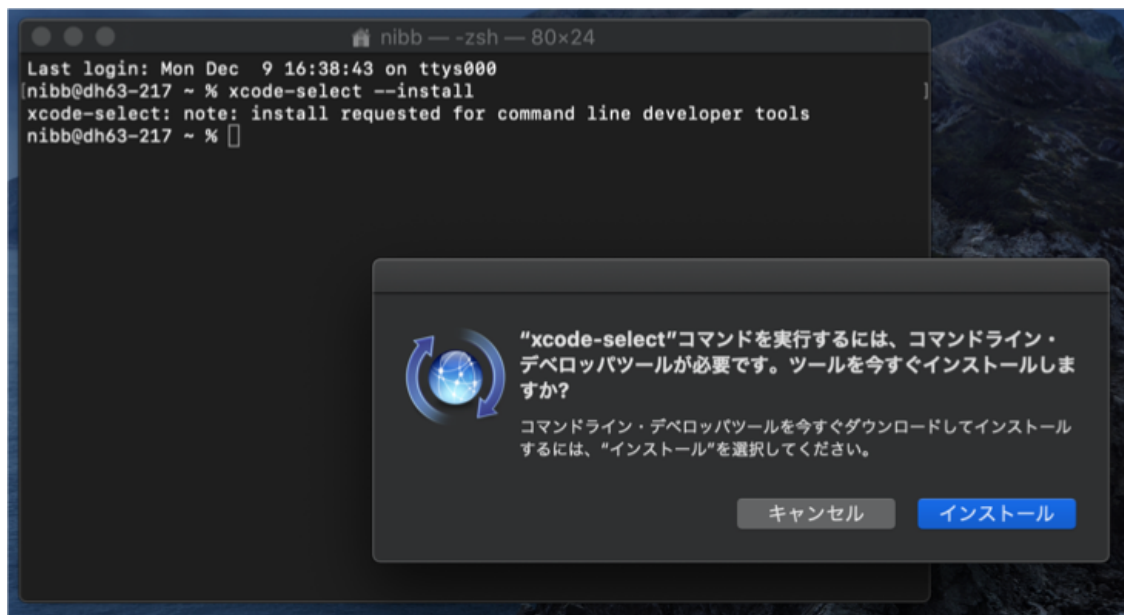 nibb — -zsh — 80×24
Last login: Mon Dec  9 16:38:43 on ttys000
[nibb@dh63-217 ~ % xcode-select --install ]
xcode-select: note: install requested for command line developer tools
nibb@dh63-217 ~ %
“xcode-select”コマンドを実行するには、コマンドライン・
デベロッパツールが必要です。ツールを今すぐインストールしま
すか?
コマンドライン・デベロッパツールを今すぐダウンロードしてインストール
するには、“インストール”を選択してください。
キャンセル インストール